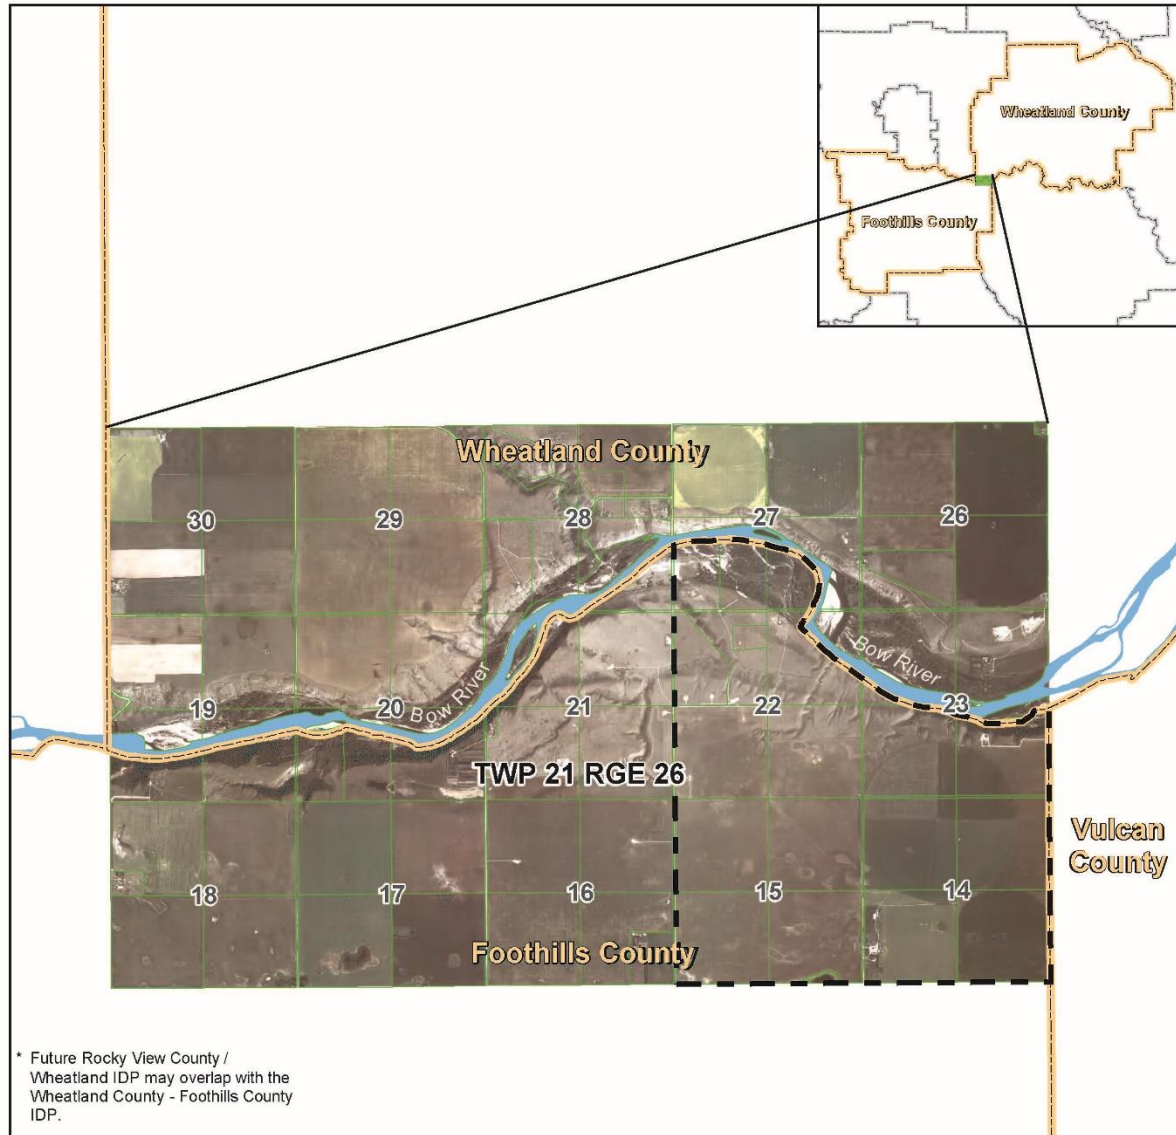 Wheatland County
Foothills County
Wheatland County
30
29
28
27
26
Bow River
Bow River
19
20
21
22
23
TWP 21 RGE 26
Vulcan
County
18
17
16
15
14
Foothills County
* Future Rocky View County /
Wheatland IDP may overlap with the
Wheatland County - Foothills County
IDP.